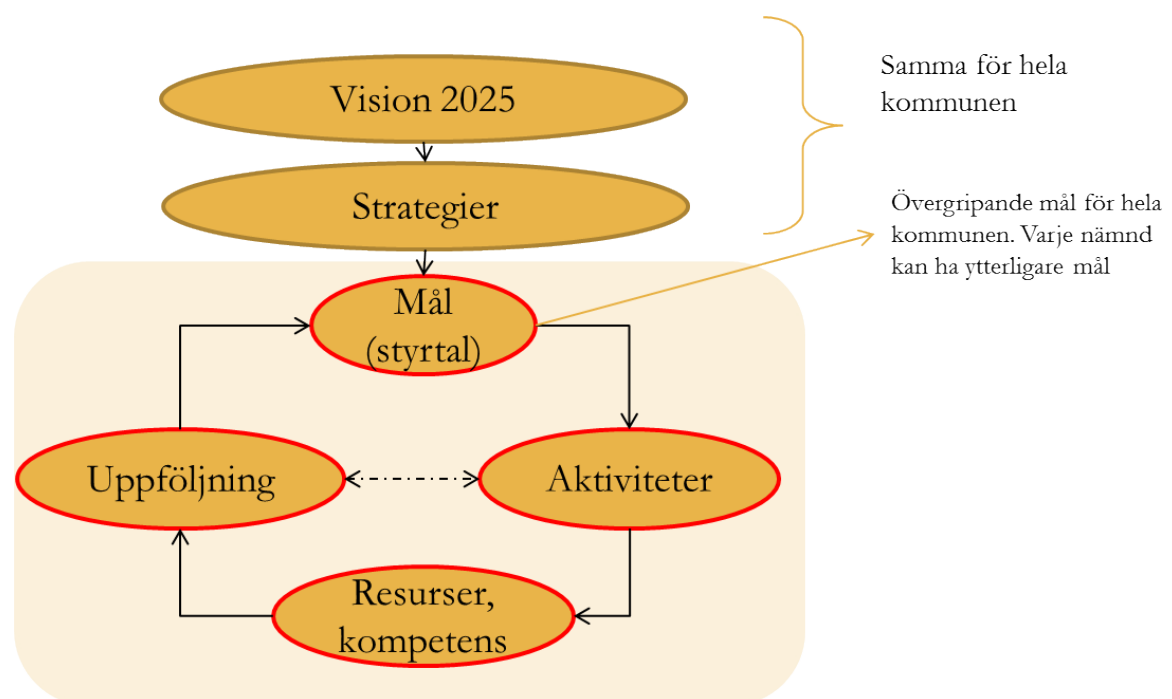 Vision 2025
Samma för hela
kommunen
Strategier
Övergripande mål för hela
kommunen. Varje nämnd
kan ha ytterligare mål
Mål
(styrtal)
Uppföljning
Aktiviteter
Resurser,
kompetens